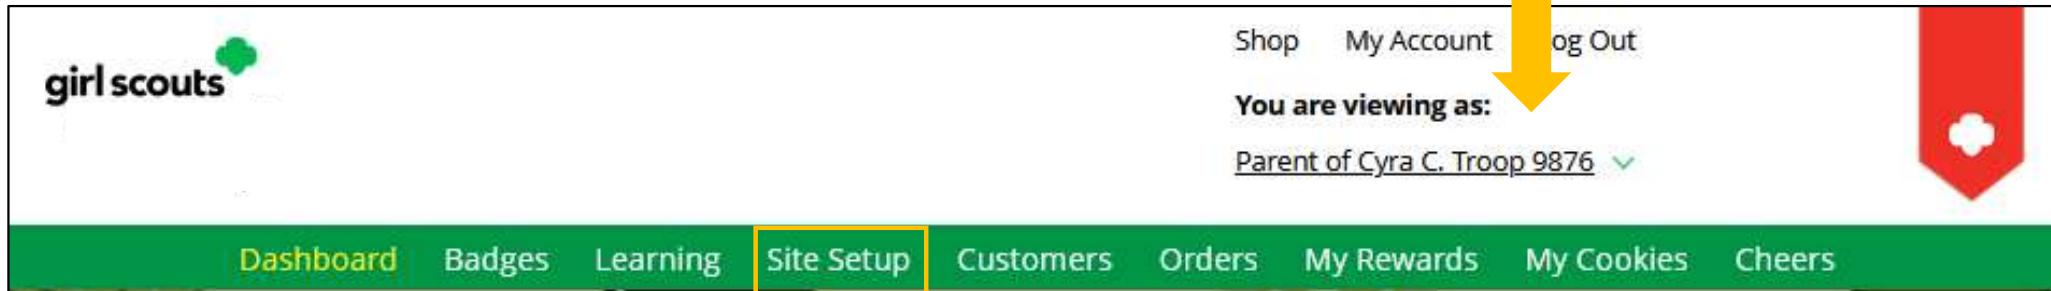 girl scouts
Shop My Account og Out
You are viewing as:
Parent of Cyra C. Troop 9876
Dashboard Badges Learning Site Setup Customers Orders My Rewards My Cookies Cheers